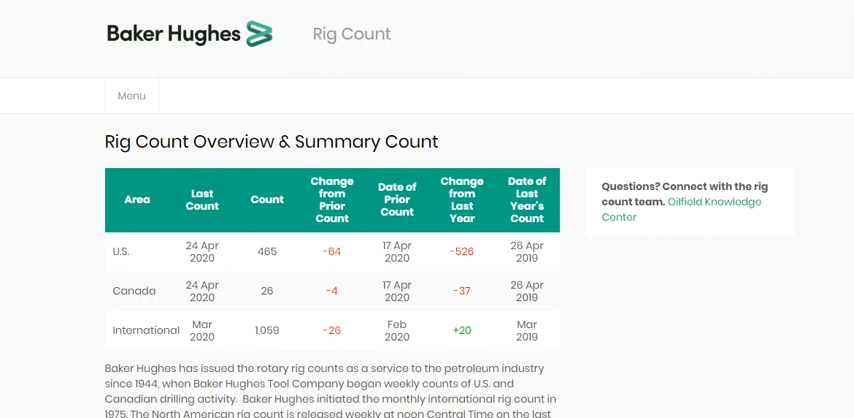 Baker Hughes Rig Count
Menu
Rig Count Overview & Summary Count
Area Last Count Count Change from Prior Count Date of Prior Count Change from Last Year Date of Last Year's Count
U.S. 24 Apr 2020 465 -64 17 Apr 2020 -526 26 Apr 2019
Canada 24 Apr 2020 26 -4 17 Apr 2020 -37 26 Apr 2019
International Mar 2020 1,059 -26 Feb 2020 +20 Mar 2019
Questions? Connect with the rig
count team. Oilfield Knowledge
Center
Baker Hughes has issued the rotary rig counts as a service to the petroleum industry
since 1944, when Baker Hughes Tool Company began weekly counts of U.S. and
Canadian drilling activity. Baker Hughes initiated the monthly international rig count in
1975. The North American rig count is released weekly at noon Central Time on the last